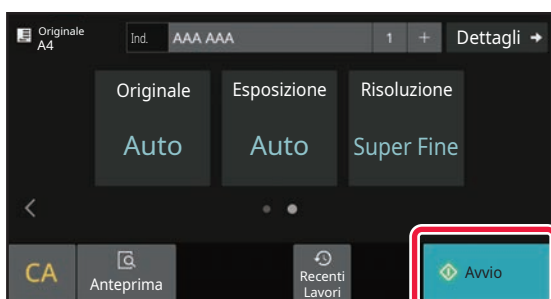 Originale
A4
Ind. AAA AAA 1 + Dettagli
Originale Esposizione Risoluzione
Auto Auto Super Fine
CA Anteprima Recenti Lavori Avvio